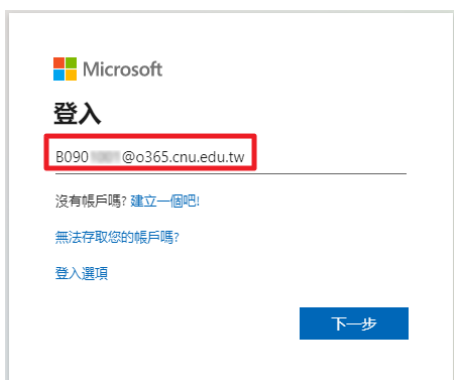 Microsoft
登入
B090 @o365.cnu.edu.tw
沒有帳戶嗎? 建立一個吧!
無法存取您的帳戶嗎?
登入選項
下一步